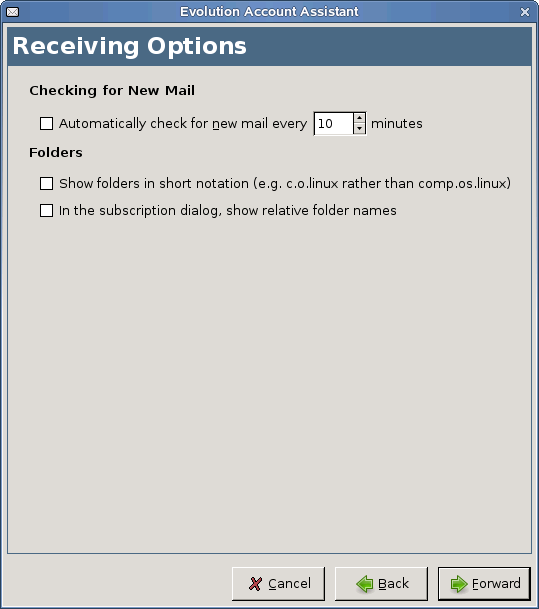 Evolution Account Assistant
Receiving Options
Checking for New Mail
Automatically check for new mail every 10 minutes
Folders
Show folders in short notation (e.g. c.o.linux rather than comp.os.linux)
In the subscription dialog, show relative folder names
Cancel Back Forward